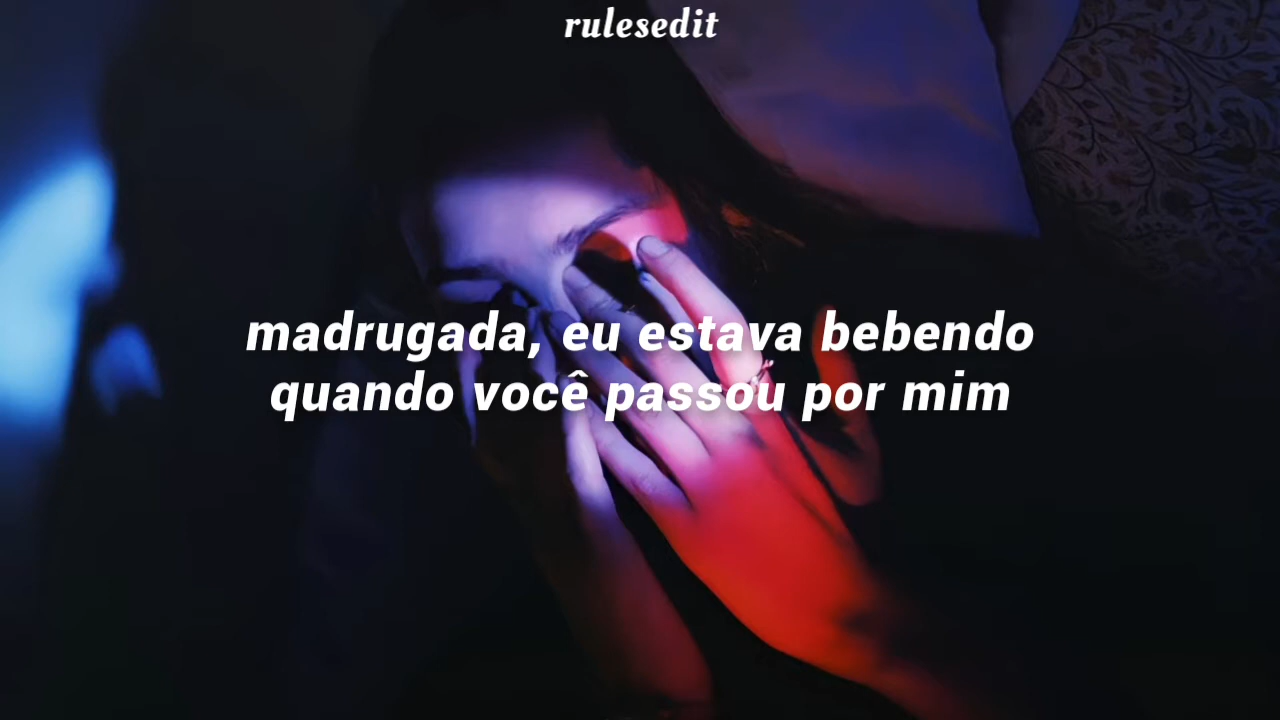 rulesedit
madrugada, eu estava bebendo
quando você passou por mim